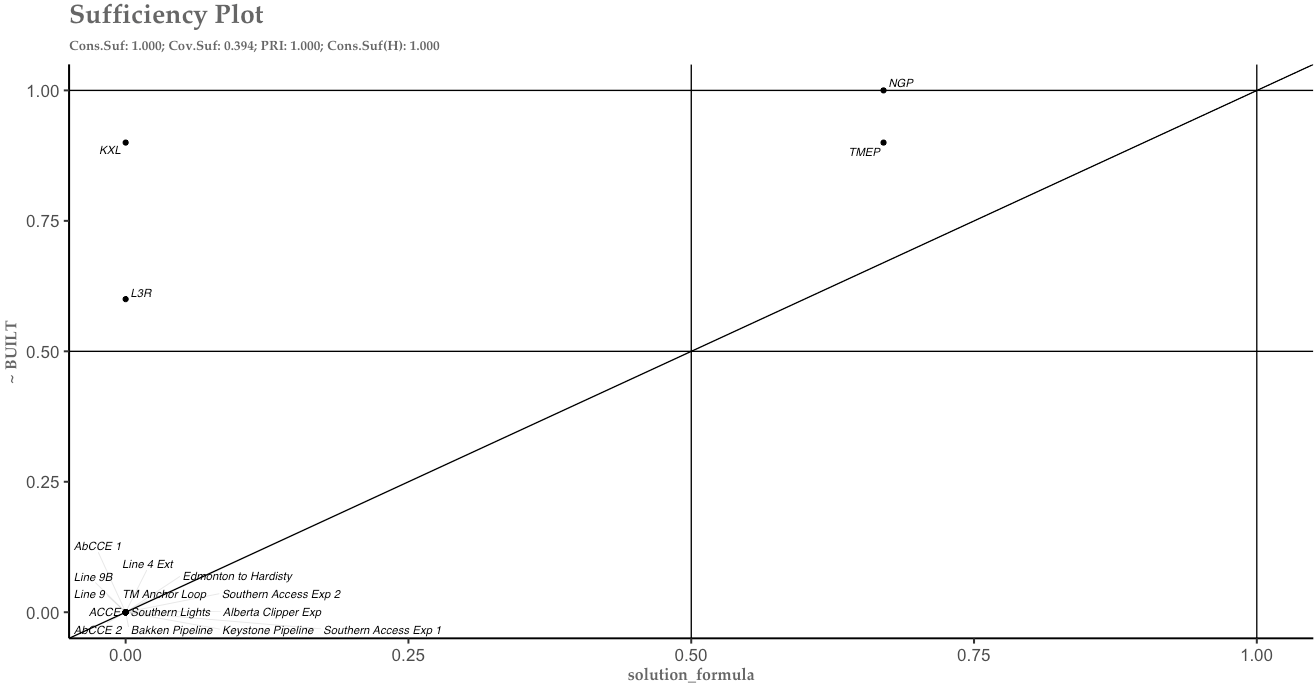 Sufficiency Plot
Cons.Suf: 1.000; Cov.Suf: 0.394; PRI: 1.000; Cons.Suf(H): 1.000
1.00
NGP
KXL
TMEP
0.75
L3R
~ BUILT
0.50
0.25
AbCCE 1
Line 4 Ext
Line 9B
Edmonton to Hardisty
Line 9
TM Anchor Loop
Southern Access Exp 2
0.00
ACCE
Southern Lights
Alberta Clipper Exp
AbCCE 2
Bakken Pipeline
Keystone Pipeline
Southern Access Exp 1
0.00
0.25
0.50
0.75
1.00
solution_formula